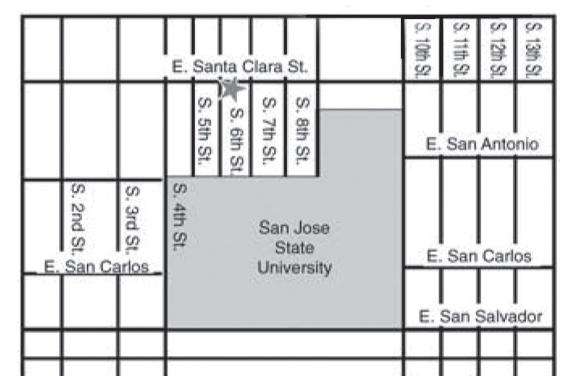 S. 10th St.
S. 11th St.
S. 12th St.
S. 13th St.
E. Santa Clara St.
S. 5th St.
S. 6th St.
S. 7th St.
S. 8th St.
E. San Antonio
S. 2nd St.
S. 3rd St.
S. 4th St.
San Jose
State
University
E. San Carlos
E. San Carlos
E. San Salvador